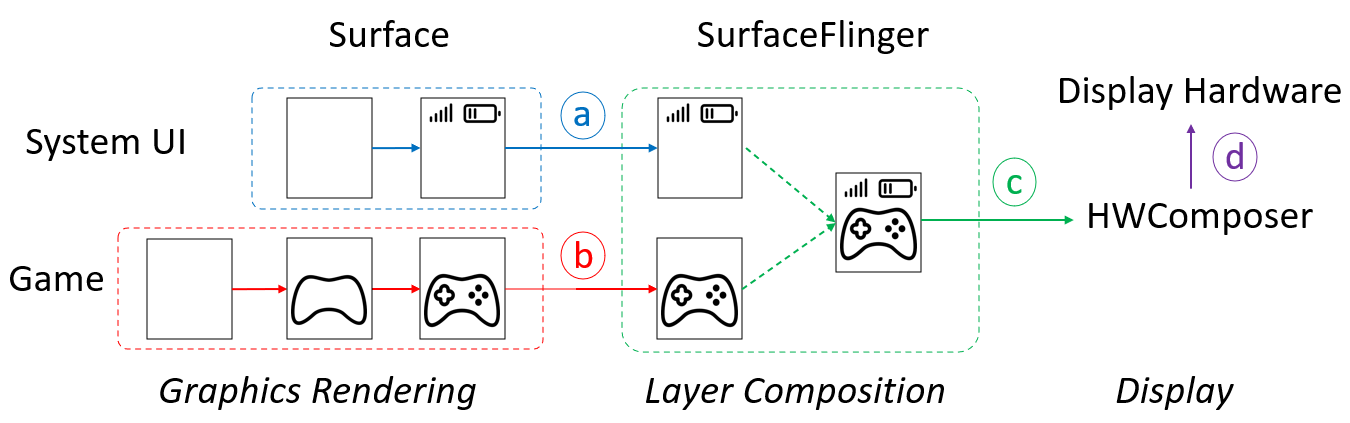 Surface
SurfaceFlinger
System UI
a
Display Hardware
d
c
HWComposer
Game
b
Graphics Rendering
Layer Composition
Display